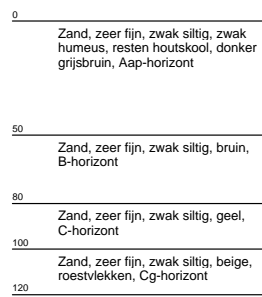 0
Zand, zeer fijn, zwak siltig, zwak
humeus, resten houtskool, donker
grijsbruin, Aap-horizont
50
Zand, zeer fijn, zwak siltig, bruin,
B-horizont
80
Zand, zeer fijn, zwak siltig, geel,
C-horizont
100
Zand, zeer fijn, zwak siltig, beige,
roestvlekken, Cg-horizont
120